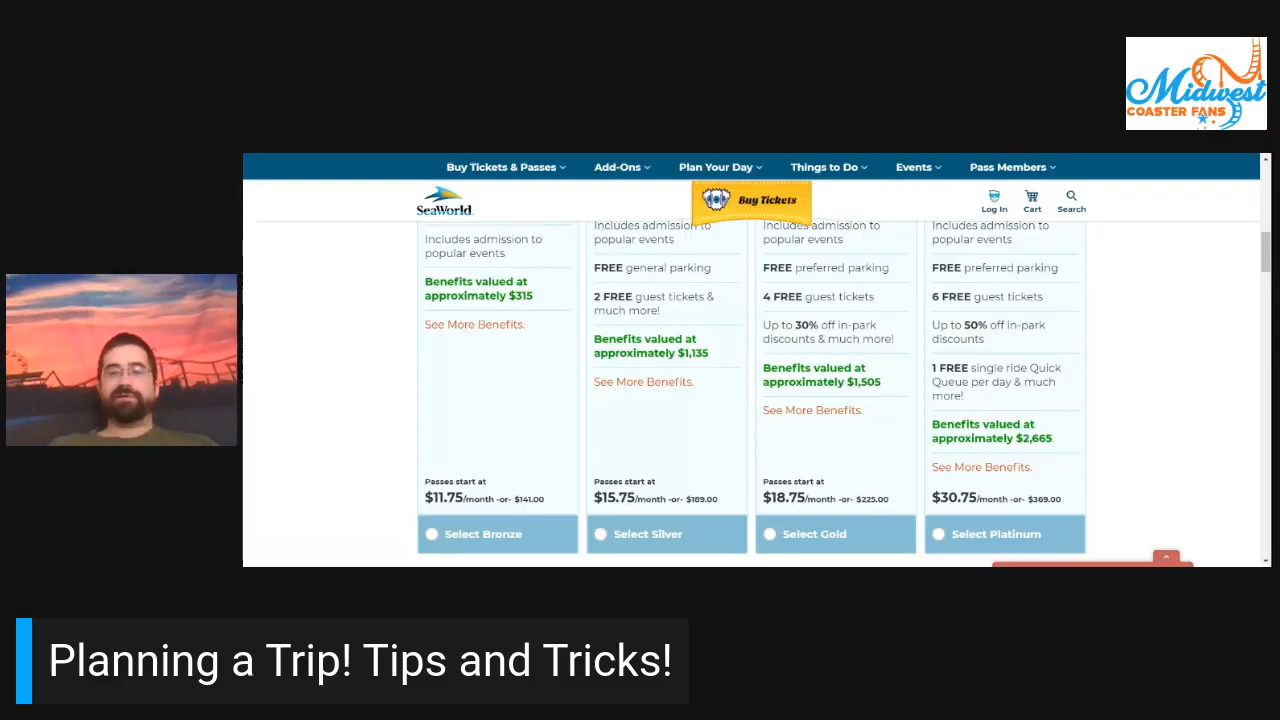 Midwest
COASTER FANS
Buy Tickets & Passes Add-Ons Plan Your Day Things to Do Events Pass Members
SeaWorld
Buy Tickets
Log In Cart Search
Includes admission to
popular events
Benefits valued at
approximately $315
See More Benefits.
Passes start at
$11.75/month -or- $141.00
Select Bronze
Includes admission to
popular events
FREE general parking
2 FREE guest tickets &
much more!
Benefits valued at
approximately $1,135
See More Benefits.
Passes start at
$15.75/month -or- $189.00
Select Silver
Includes admission to
popular events
FREE preferred parking
4 FREE guest tickets
Up to 30% off in-park
discounts & much more!
Benefits valued at
approximately $1,505
See More Benefits.
Passes start at
$18.75/month -or- $225.00
Select Gold
Includes admission to
popular events
FREE preferred parking
6 FREE guest tickets
Up to 50% off in-park
discounts
1 FREE single ride Quick
Queue per day & much
more!
Benefits valued at
approximately $2,665.
See More Benefits.
Passes start at
$30.75/month -or- $369.00
Select Platinum
Planning a Trip! Tips and Tricks!